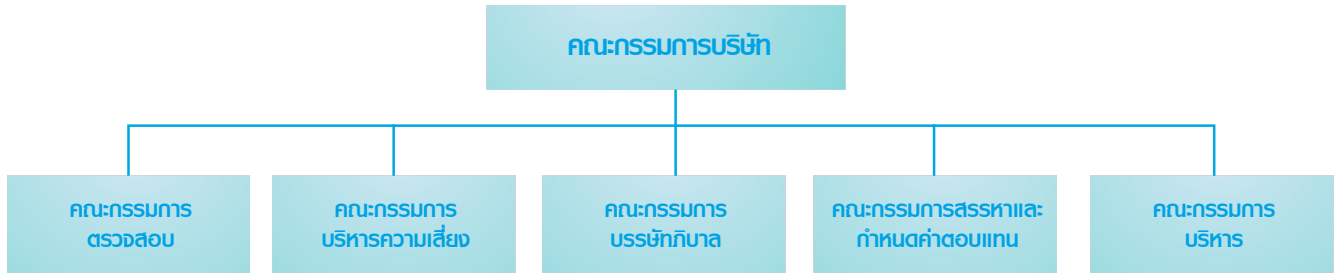 คณะกรรมการบริษัท
คณะกรรมการ
ตรวจสอบ
คณะกรรมการ
บริหารความเสี่ยง
คณะกรรมการ
บรรษัทภิบาล
คณะกรรมการสรรหาและ
กำหนดค่าตอบแทน
คณะกรรมการ
บริหาร